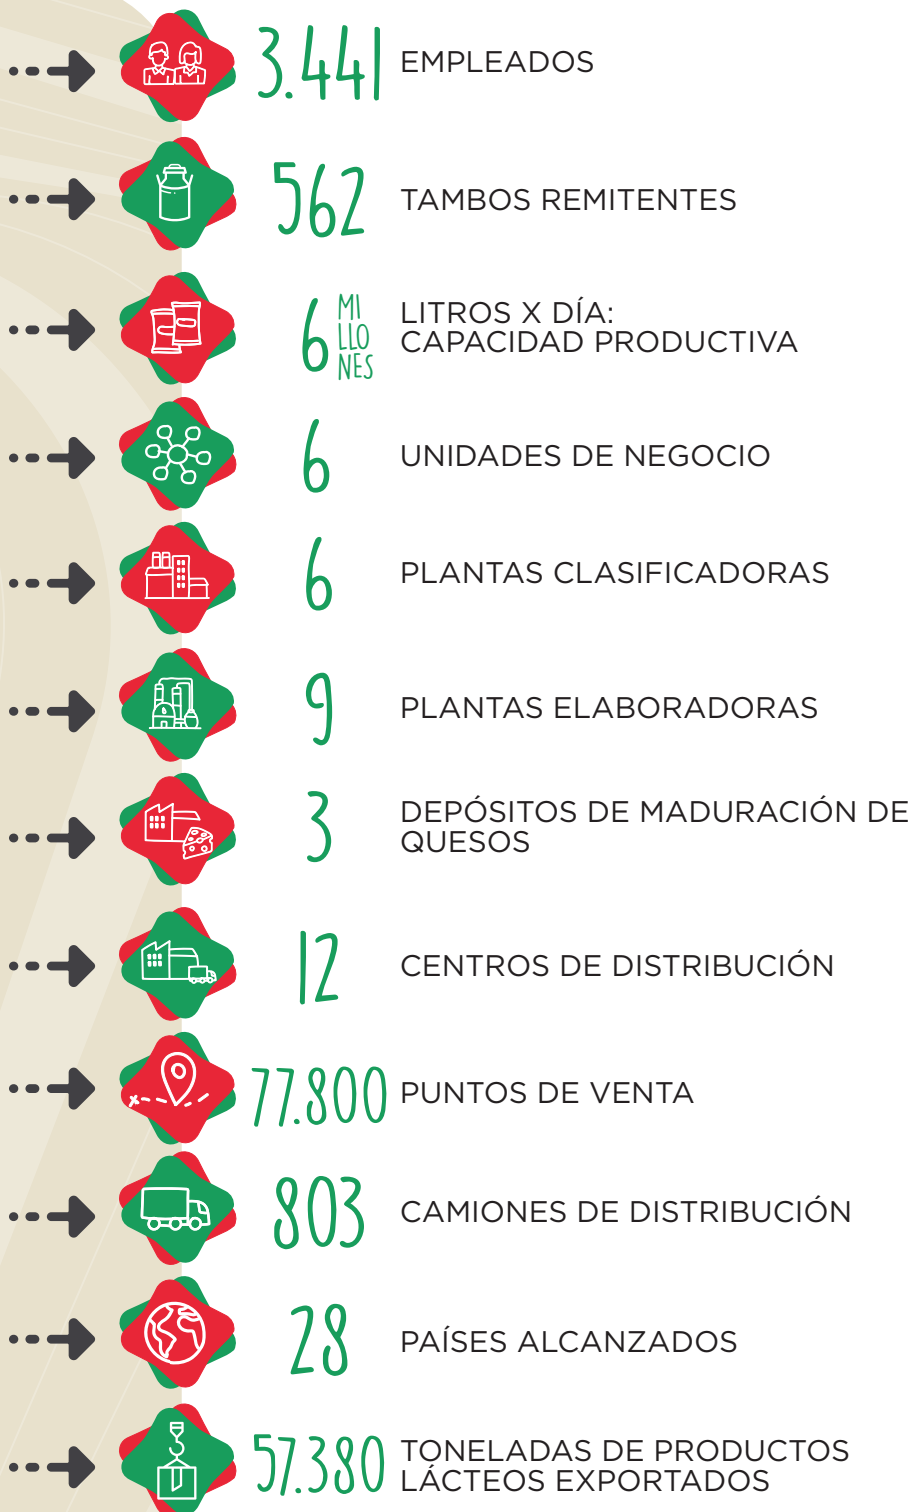 3.441 EMPLEADOS
562 TAMBOS REMITENTES
6 MI
LLO
NES
LITROS X DÍA:
CAPACIDAD PRODUCTIVA
6 UNIDADES DE NEGOCIO
6 PLANTAS CLASIFICADORAS
9 PLANTAS ELABORADORAS
3 DEPÓSITOS DE MADURACIÓN DE
QUESOS
12 CENTROS DE DISTRIBUCIÓN
77.800 PUNTOS DE VENTA
803 CAMIONES DE DISTRIBUCIÓN
28 PAÍSES ALCANZADOS
57.380 TONELADAS DE PRODUCTOS
LÁCTEOS EXPORTADOS